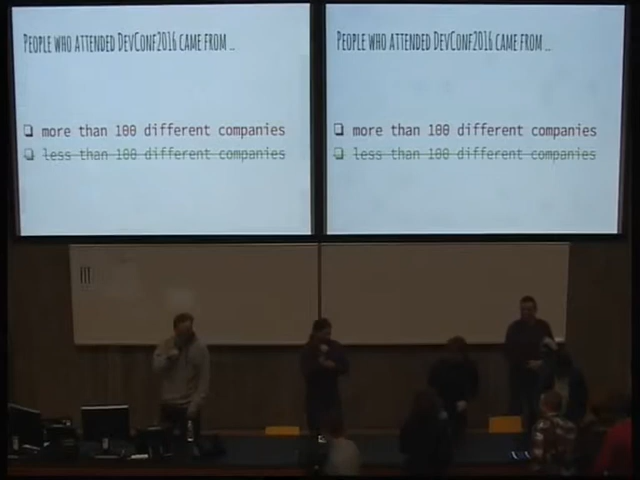 People who attended DevConf2016 came from ...
more than 100 different companies
less than 100 different companies
People who attended DevConf2016 came from ...
more than 100 different companies
less than 100 different companies